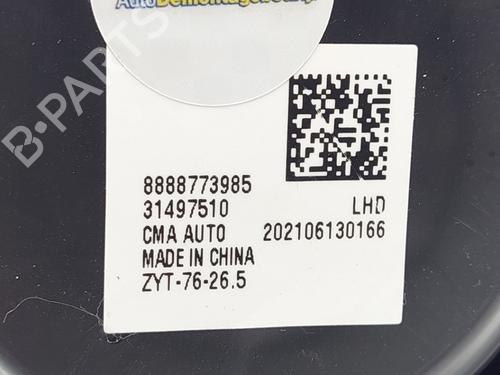 B-PARTS
8888773985
31497510 LHD
CMA AUTO 202106130166
MADE IN CHINA
ZYT-76-26.5